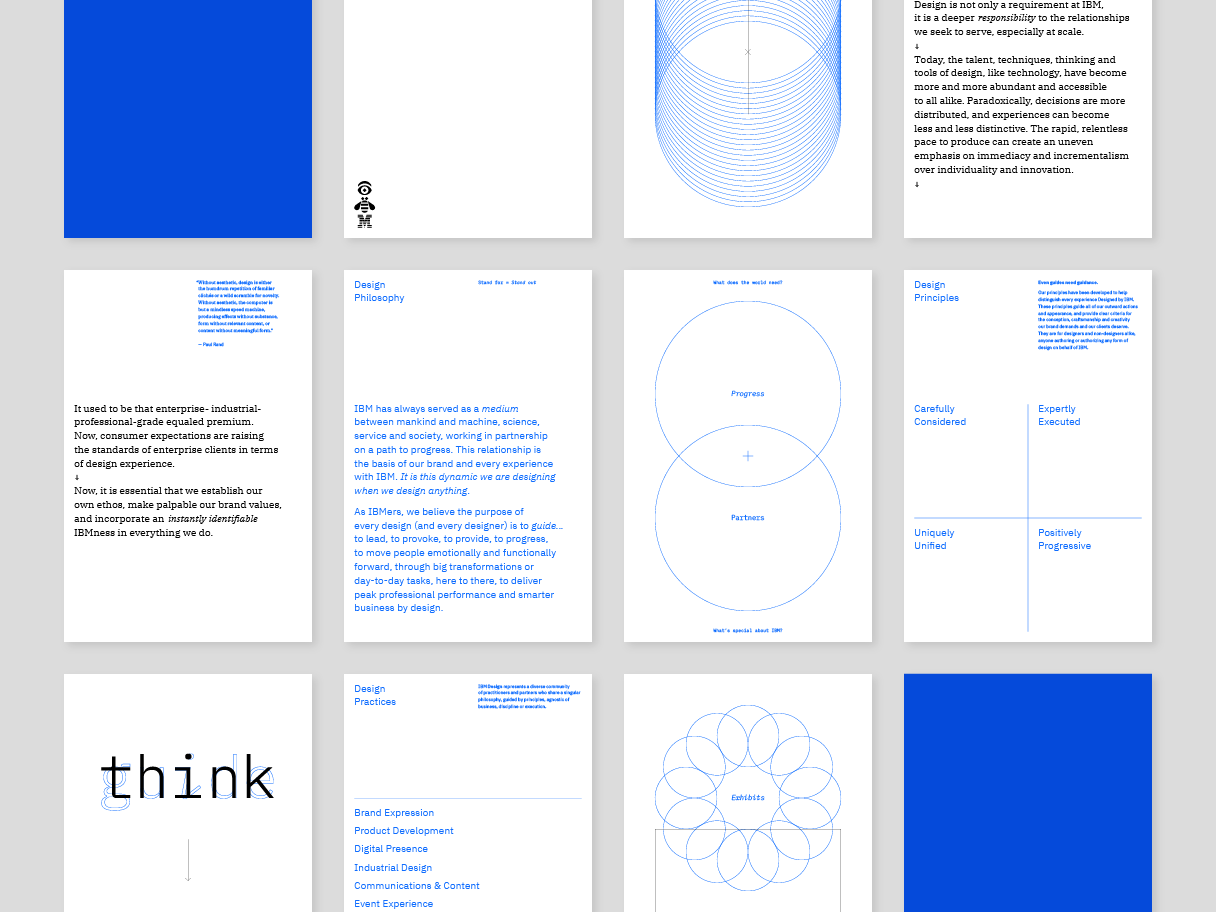 Design is not only a requirement at IBM,
it is a deeper responsibility to the relationships
we seek to serve, especially at scale.
↓
Today, the talent, techniques, thinking and
tools of design, like technology, have become
more and more abundant and accessible
to all alike. Paradoxically, decisions are more
distributed, and experiences can become
less and less distinctive. The rapid, relentless
pace to produce can create an uneven
emphasis on immediacy and incrementalism
over individuality and innovation.
↓
"Without aesthetic, design is either
the humdrum repetition of familiar
clichés or a wild scramble for novelty.
Without aesthetic, the computer is
but a mindless speed machine,
producing effects without substance,
form without relevant content, or
content without meaningful form."
— Paul Rand
It used to be that enterprise- industrial-
professional-grade equaled premium.
Now, consumer expectations are raising
the standards of enterprise clients in terms
of design experience.
↓
Now, it is essential that we establish our
own ethos, make palpable our brand values,
and incorporate an instantly identifiable
IBMness in everything we do.
Design
Philosophy
Stand for = Stand out
IBM has always served as a medium
between mankind and machine, science,
service and society, working in partnership
on a path to progress. This relationship is
the basis of our brand and every experience
with IBM. It is this dynamic we are designing
when we design anything.
As IBMers, we believe the purpose of
every design (and every designer) is to guide…
to lead, to provoke, to provide, to progress,
to move people emotionally and functionally
forward, through big transformations or
day-to-day tasks, here to there, to deliver
peak professional performance and smarter
business by design.
What does the world need?
Progress
Partners
What's special about IBM?
Design
Principles
Even guides need guidance.
Our principles have been developed to help
distinguish every experience Designed by IBM.
These principles guide all of our outward actions
and appearance, and provide clear criteria for
the conception, craftsmanship and creativity
our brand demands and our clients deserve.
They are for designers and non-designers alike,
anyone authoring or authorizing any form of
design on behalf of IBM.
Carefully
Considered
Expertly
Executed
Uniquely
Unified
Positively
Progressive
guide
think
Design
Practices
IBM Design represents a diverse community
of practitioners and partners who share a singular
philosophy, guided by principles, agnostic of
business, discipline or execution.
Brand Expression
Product Development
Digital Presence
Industrial Design
Communications & Content
Event Experience
Exhibits